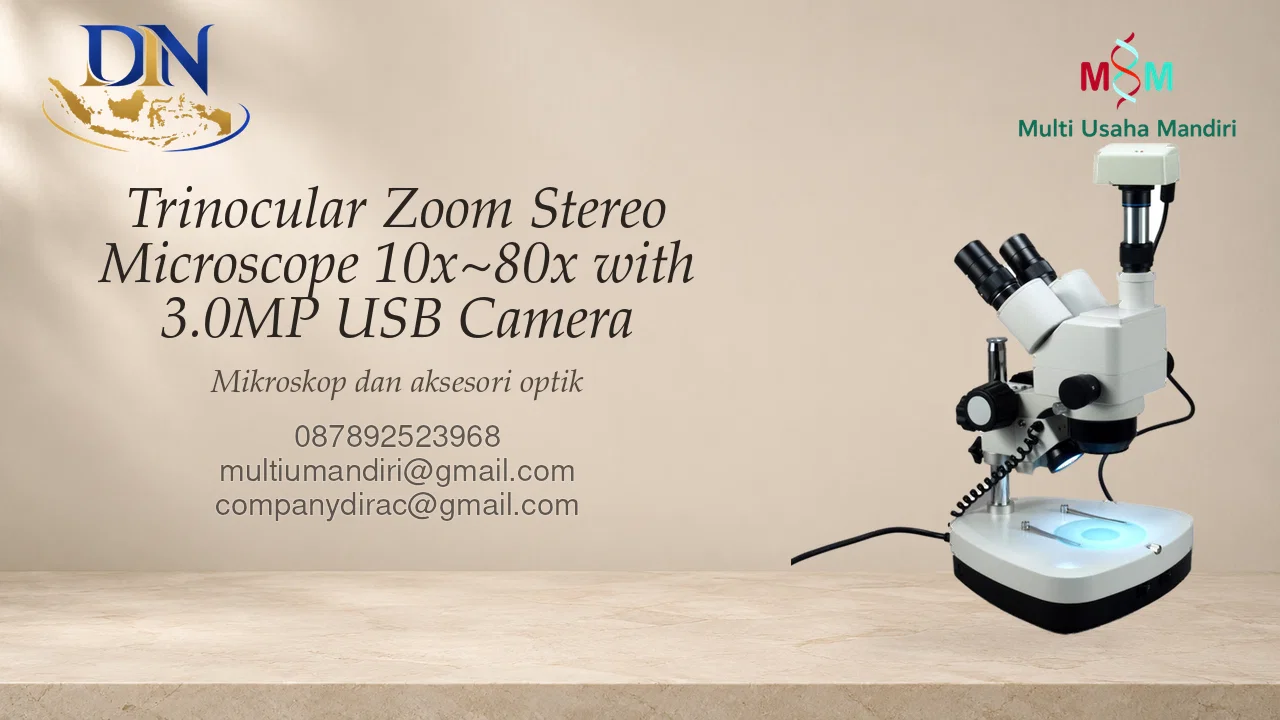 DN
M M
Multi Usaha Mandiri
Trinocular Zoom Stereo
Microscope 10x~80x with
3.0MP USB Camera
Mikroskop dan aksesori optik
087892523968
multiumandiri@gmail.com
companydirac@gmail.com